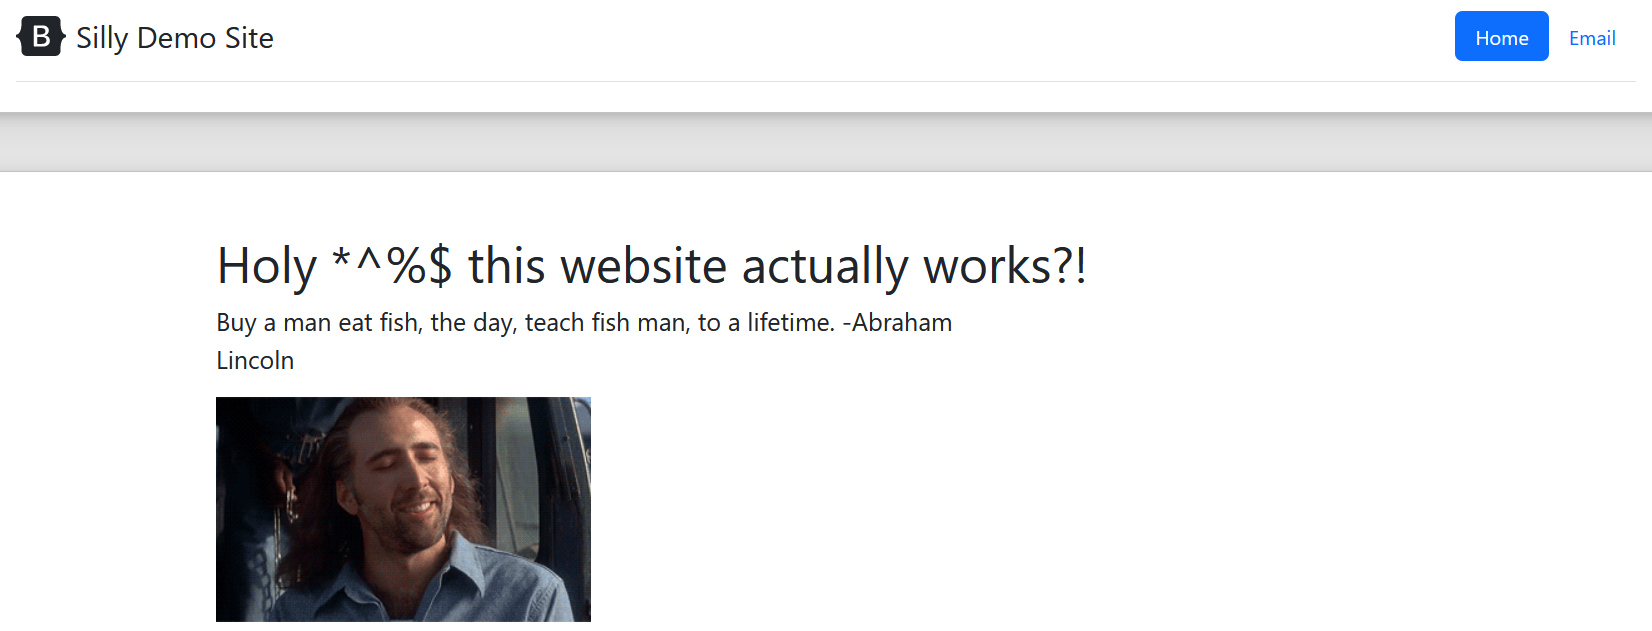 B Silly Demo Site
Home
Email
Holy *^%$ this website actually works?!
Buy a man eat fish, the day, teach fish man, to a lifetime. -Abraham
Lincoln